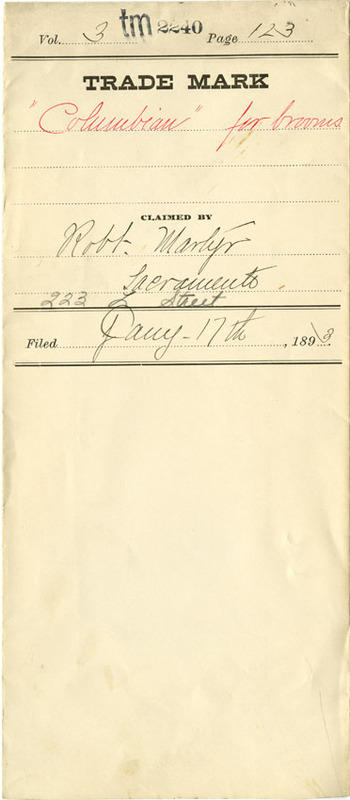 Vol. 3 tm 2240 Page 123
TRADE MARK
"Columbian" for brooms
CLAIMED BY
Robt. Martyr
Sacramento
223 L Street
Filed Jany - 17th, 1893